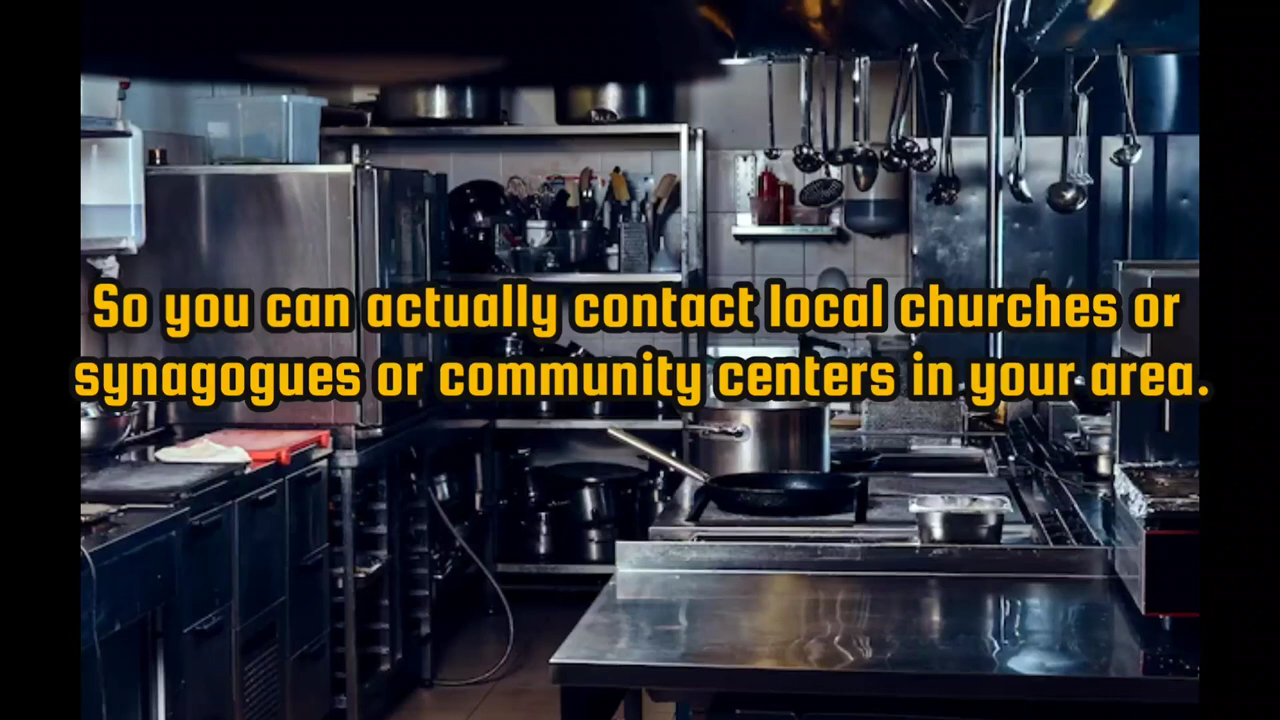 So you can actually contact local churches or
synagogues or community centers in your area.